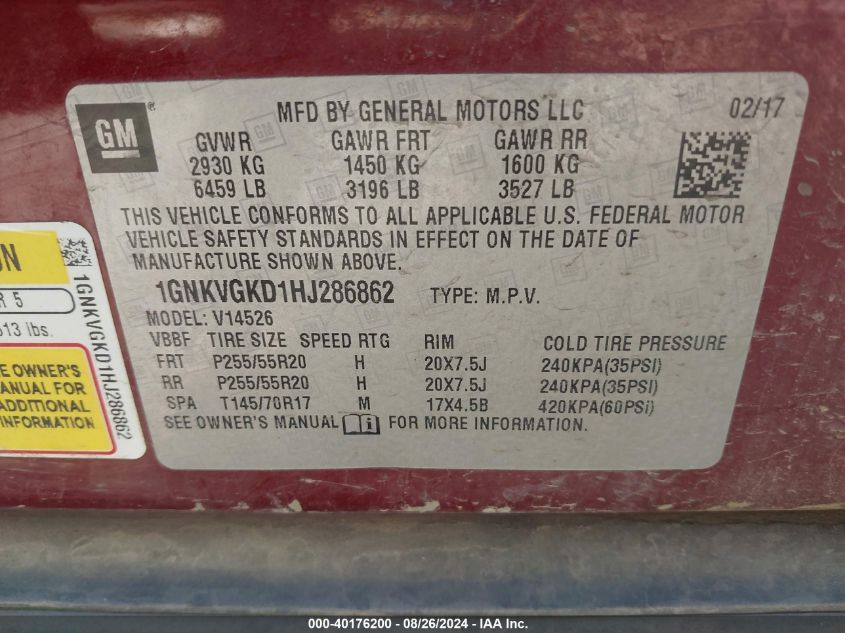 GM
®
MFD BY GENERAL MOTORS LLC
02/17
GVWR GAWR FRT GAWR RR
2930 KG 1450 KG 1600 KG
6459 LB 3196 LB 3527 LB
THIS VEHICLE CONFORMS TO ALL APPLICABLE U.S. FEDERAL MOTOR
VEHICLE SAFETY STANDARDS IN EFFECT ON THE DATE OF
MANUFACTURE SHOWN ABOVE.
1GNKVGKD1HJ286862 TYPE: M.P.V.
MODEL: V14526
VBBF TIRE SIZE SPEED RTG RIM COLD TIRE PRESSURE
FRT P255/55R20 H 20X7.5J 240KPA(35PSI)
RR P255/55R20 H 20X7.5J 240KPA(35PSI)
SPA T145/70R17 M 17X4.5B 420KPA(60PSI)
SEE OWNER'S MANUAL i FOR MORE INFORMATION.
R 5
lbs.
OWNER'S
MANUAL FOR
ADDITIONAL
INFORMATION
1GNKVGKD1HJ286862
000-40176200 - 08/26/2024 - IAA Inc.